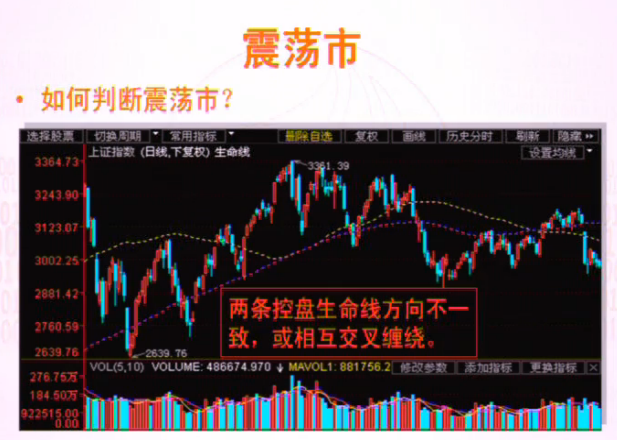 震荡市
• 如何判断震荡市？
选择股票 切换周期 常用指标 删除自选 复权 画线 历史分时 刷新 隐藏 »
上证指数 (日线,下复权) 生命线 设置均线
3364.73
3361.39
3243.90
3123.07
3002.25
2881.42
两条控盘生命线方向不一
致，或相互交叉缠绕。
2760.59
2639.76
2639.76
VOL(5,10) VOLUME: 486674.970 ↓ MAVOL1: 881756.2 修改参数 添加指标 更换指标
276.75万
184.50万
922515.00
0.00